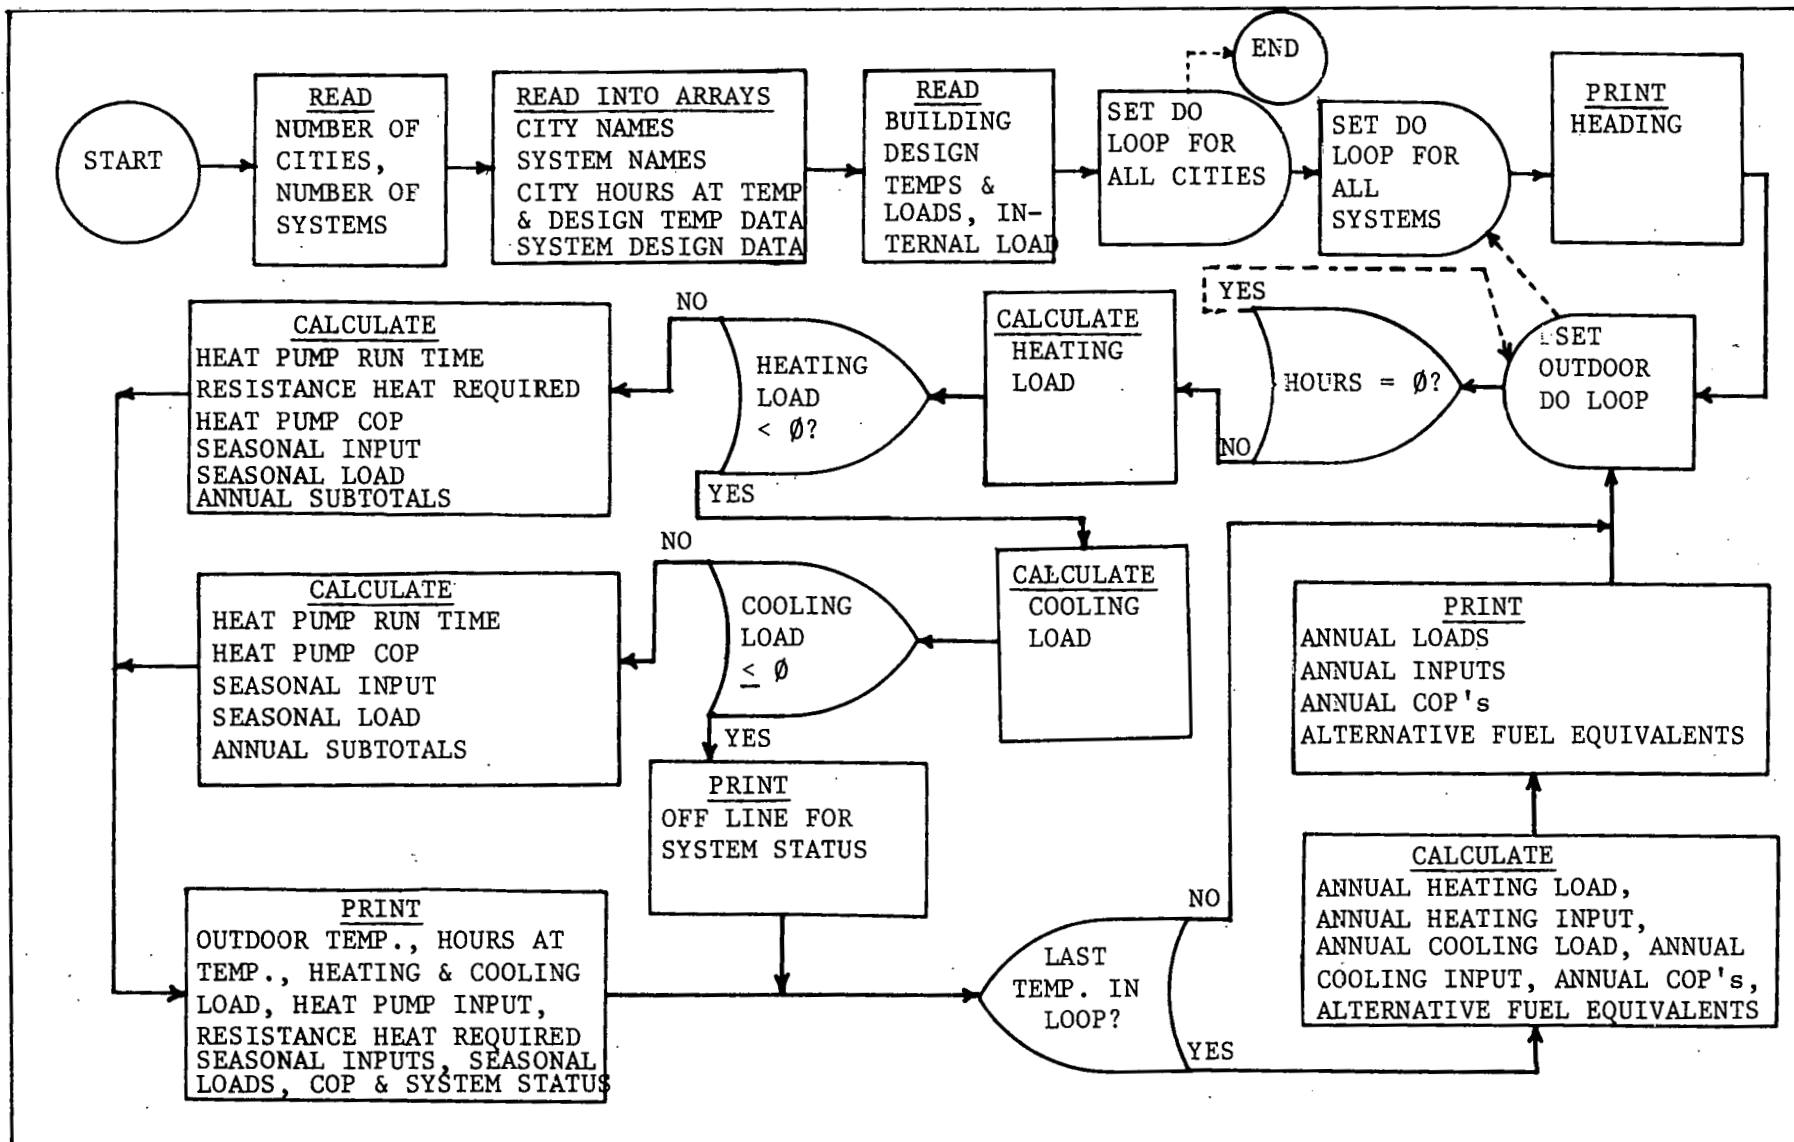 START
READ
NUMBER OF
CITIES,
NUMBER OF
SYSTEMS
READ INTO ARRAYS
CITY NAMES
SYSTEM NAMES
CITY HOURS AT TEMP
& DESIGN TEMP DATA
SYSTEM DESIGN DATA
READ
BUILDING
DESIGN
TEMPS &
LOADS, IN-
TERNAL LOAD
SET DO
LOOP FOR
ALL CITIES
END
SET DO
LOOP FOR
ALL
SYSTEMS
PRINT
HEADING
SET
OUTDOOR
DO LOOP
HOURS = Ø?
YES
NO
CALCULATE
HEATING
LOAD
HEATING
LOAD
< Ø?
NO
YES
CALCULATE
HEAT PUMP RUN TIME
RESISTANCE HEAT REQUIRED
HEAT PUMP COP
SEASONAL INPUT
SEASONAL LOAD
ANNUAL SUBTOTALS
CALCULATE
COOLING
LOAD
COOLING
LOAD
≤ Ø
NO
YES
CALCULATE
HEAT PUMP RUN TIME
HEAT PUMP COP
SEASONAL INPUT
SEASONAL LOAD
ANNUAL SUBTOTALS
PRINT
OFF LINE FOR
SYSTEM STATUS
PRINT
OUTDOOR TEMP., HOURS AT
TEMP., HEATING & COOLING
LOAD, HEAT PUMP INPUT,
RESISTANCE HEAT REQUIRED
SEASONAL INPUTS, SEASONAL
LOADS, COP & SYSTEM STATUS
LAST
TEMP. IN
LOOP?
NO
YES
CALCULATE
ANNUAL HEATING LOAD,
ANNUAL HEATING INPUT,
ANNUAL COOLING LOAD, ANNUAL
COOLING INPUT, ANNUAL COP's,
ALTERNATIVE FUEL EQUIVALENTS
PRINT
ANNUAL LOADS
ANNUAL INPUTS
ANNUAL COP's
ALTERNATIVE FUEL EQUIVALENTS